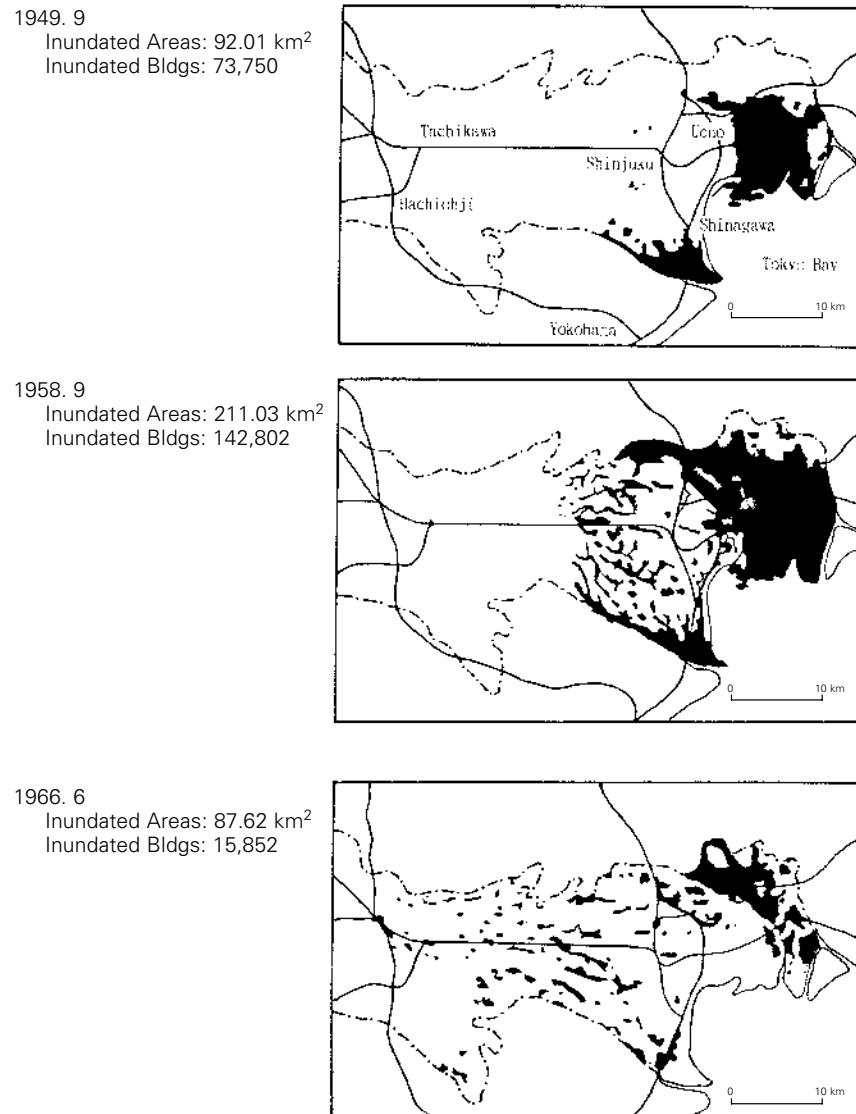 1949. 9
Inundated Areas: 92.01 km²
Inundated Bldgs: 73,750
Tachikawa
Ueno
Shinjuku
Hachioji
Shinagawa
Tokyo Bay
0 10 km
Yokohama
1958. 9
Inundated Areas: 211.03 km²
Inundated Bldgs: 142,802
0 10 km
1966. 6
Inundated Areas: 87.62 km²
Inundated Bldgs: 15,852
0 10 km